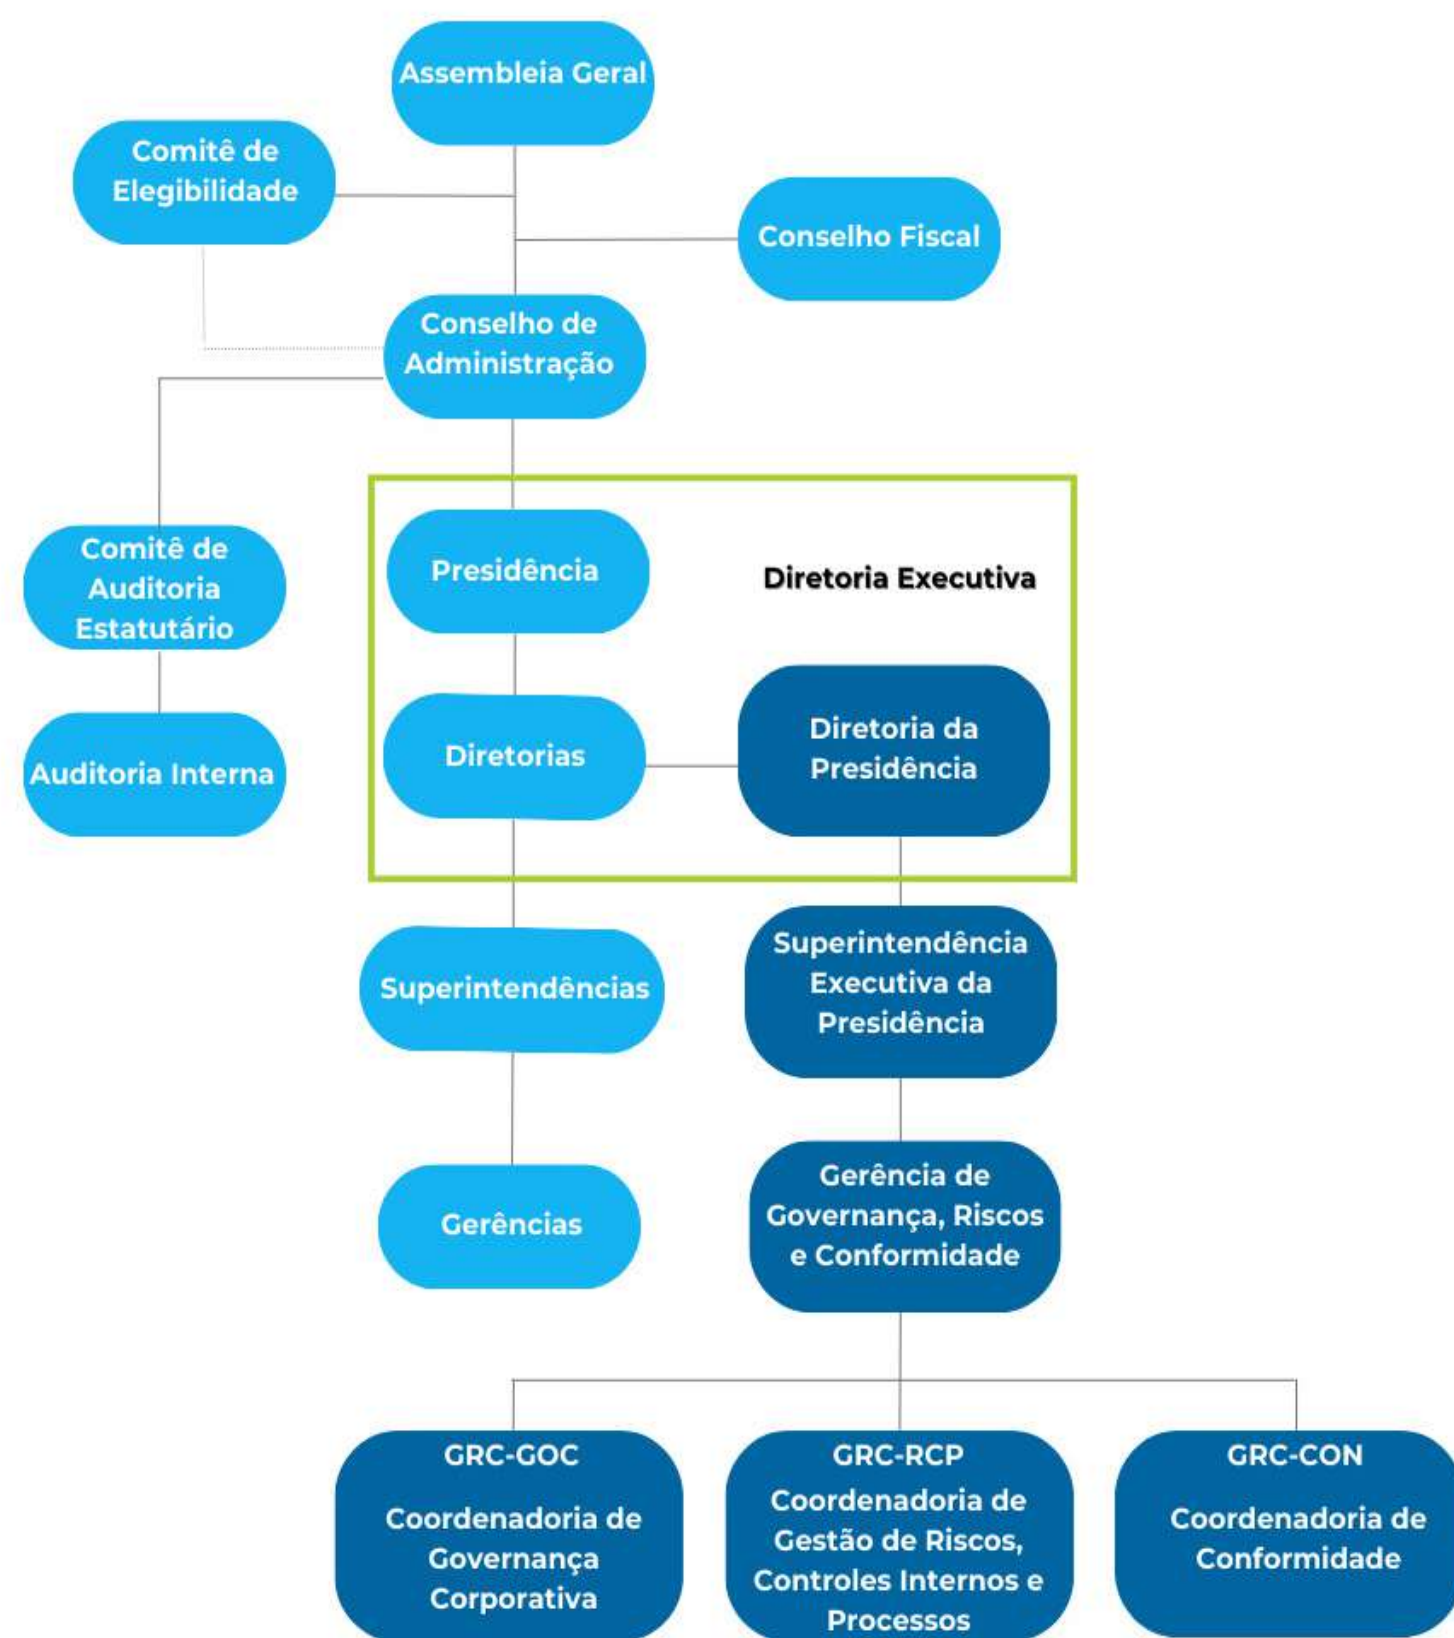 Assembleia Geral
Comitê de
Elegibilidade
Conselho Fiscal
Conselho de
Administração
Comitê de
Auditoria
Estatutário
Presidência
Diretoria Executiva
Auditoria Interna
Diretorias
Diretoria da
Presidência
Superintendências
Superintendência
Executiva da
Presidência
Gerências
Gerência de
Governança, Riscos
e Conformidade
GRC-GOC
Coordenadoria de
Governança
Corporativa
GRC-RCP
Coordenadoria de
Gestão de Riscos,
Controles Internos e
Processos
GRC-CON
Coordenadoria de
Conformidade